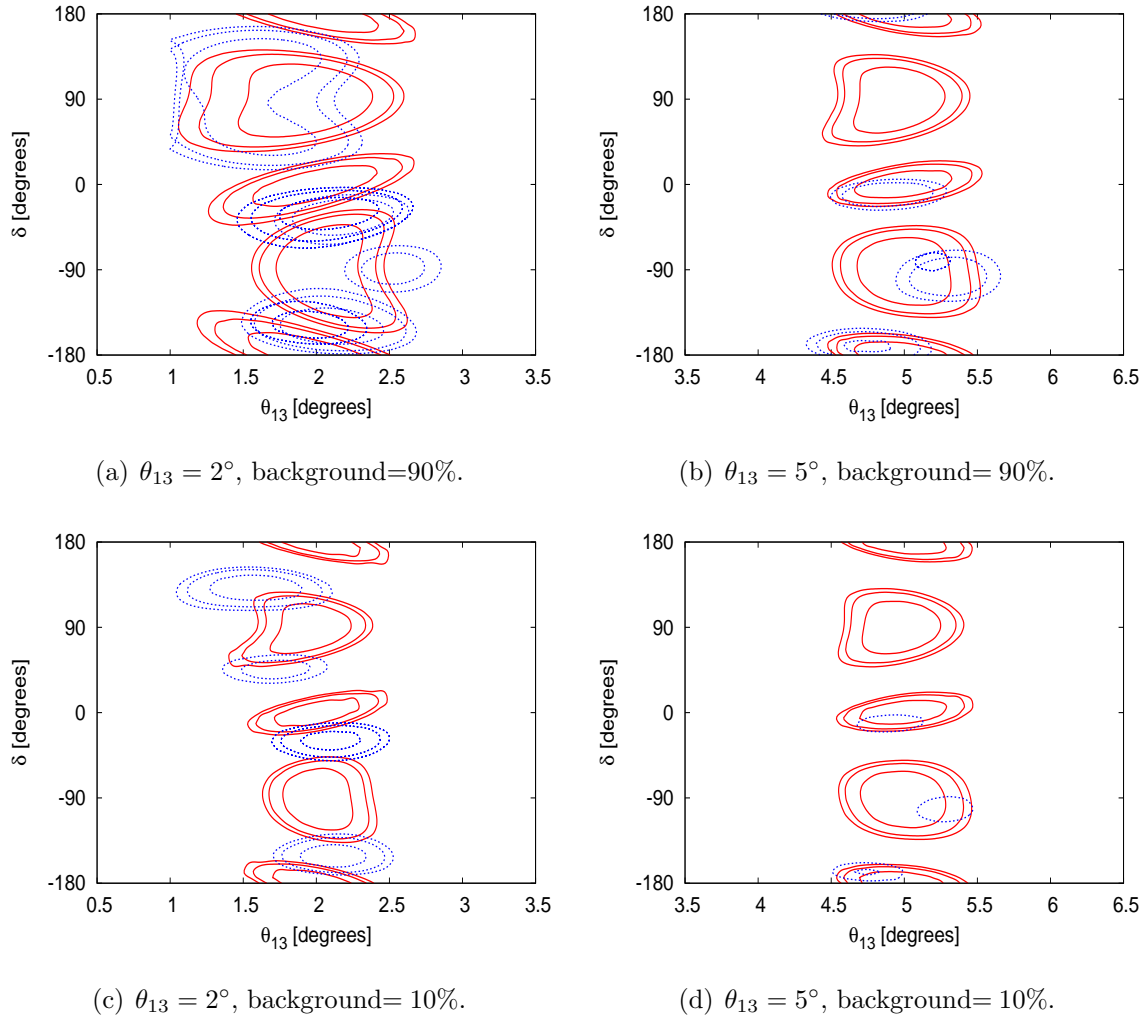 180
90
0
-90
-180
δ [degrees]
0.5 1 1.5 2 2.5 3 3.5
θ13 [degrees]
(a) θ13 = 2°, background=90%.
180
90
0
-90
-180
δ [degrees]
3.5 4 4.5 5 5.5 6 6.5
θ13 [degrees]
(b) θ13 = 5°, background= 90%.
180
90
0
-90
-180
δ [degrees]
0.5 1 1.5 2 2.5 3 3.5
θ13 [degrees]
(c) θ13 = 2°, background= 10%.
180
90
0
-90
-180
δ [degrees]
3.5 4 4.5 5 5.5 6 6.5
θ13 [degrees]
(d) θ13 = 5°, background= 10%.